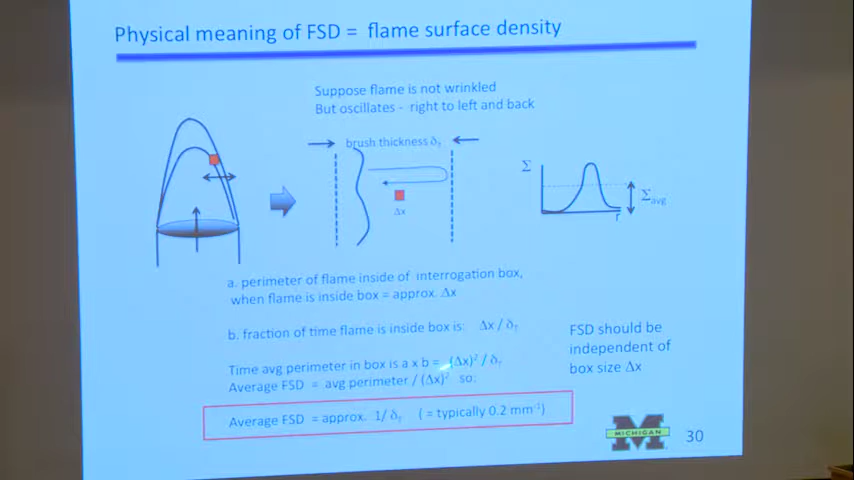 Physical meaning of FSD = flame surface density
Suppose flame is not wrinkled
But oscillates - right to left and back
brush thickness δT
Δx
Σ
Σavg
r
a. perimeter of flame inside of interrogation box,
when flame is inside box = approx. Δx
b. fraction of time flame is inside box is: Δx / δT
Time avg perimeter in box is a x b = (Δx)² / δT
Average FSD = avg perimeter / (Δx)² so:
Average FSD = approx. 1/ δT ( = typically 0.2 mm⁻¹)
FSD should be
independent of
box size Δx
MICHIGAN
30